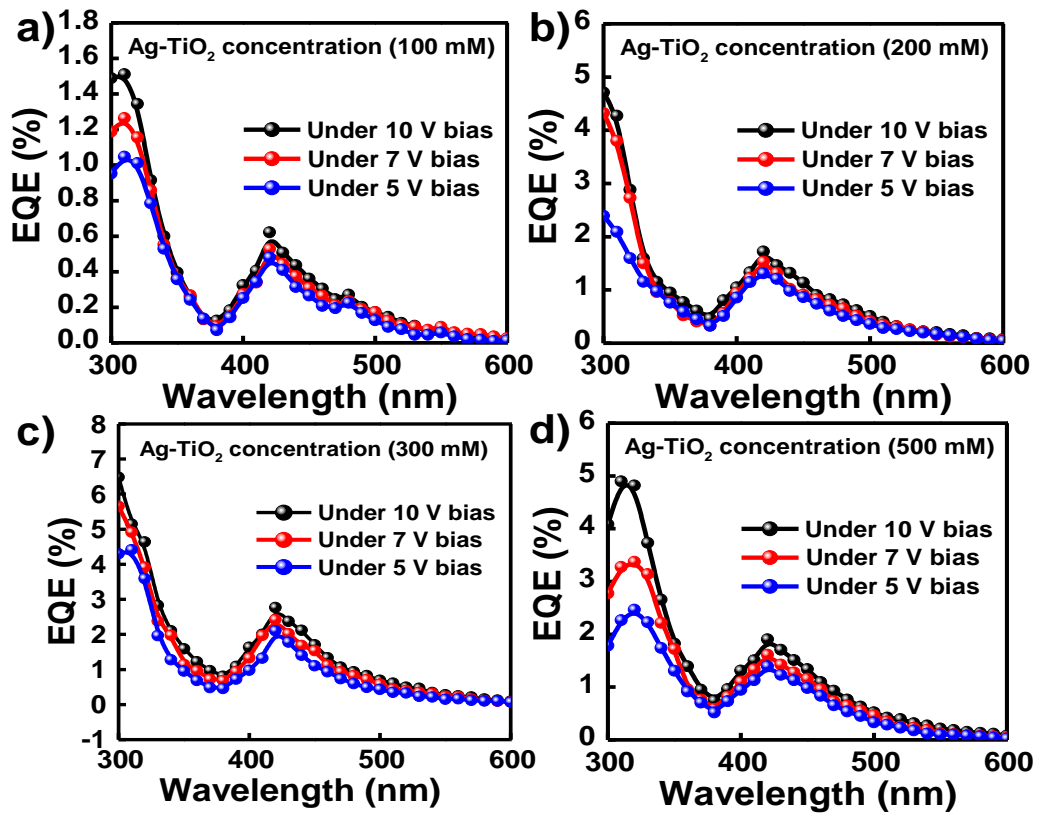 a)
Ag-TiO₂ concentration (100 mM)
Under 10 V bias
Under 7 V bias
Under 5 V bias
EQE (%)
1.8
1.6
1.4
1.2
1.0
0.8
0.6
0.4
0.2
0.0
300 400 500 600
Wavelength (nm)
b)
Ag-TiO₂ concentration (200 mM)
Under 10 V bias
Under 7 V bias
Under 5 V bias
EQE (%)
6
5
4
3
2
1
0
300 400 500 600
Wavelength (nm)
c)
Ag-TiO₂ concentration (300 mM)
Under 10 V bias
Under 7 V bias
Under 5 V bias
EQE (%)
8
7
6
5
4
3
2
1
0
-1
300 400 500 600
Wavelength (nm)
d)
Ag-TiO₂ concentration (500 mM)
Under 10 V bias
Under 7 V bias
Under 5 V bias
EQE (%)
6
5
4
3
2
1
0
300 400 500 600
Wavelength (nm)